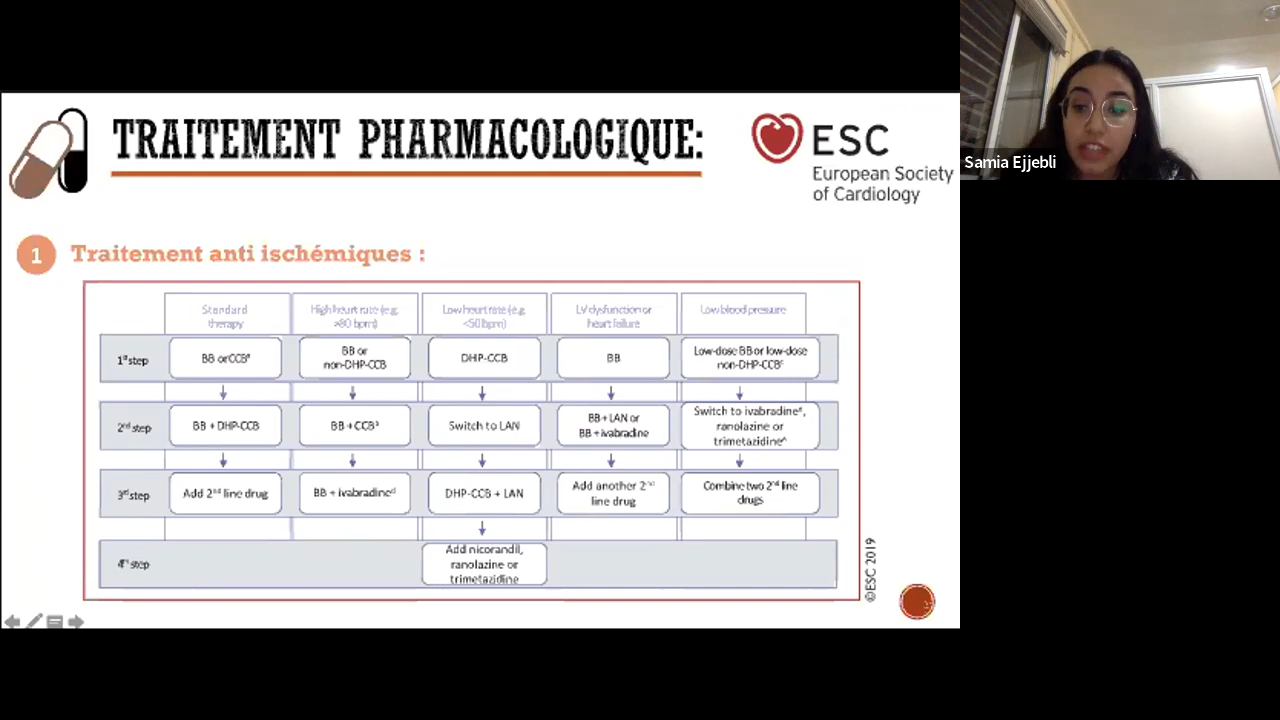 TRAITEMENT PHARMACOLOGIQUE:
ESC
European Society
of Cardiology
Samia Ejjebli
1
Traitement anti ischémiques :
Standard
therapy
High heart rate (e.g.
>80 bpm)
Low heart rate (e.g.
<50 bpm)
LV dysfunction or
heart failure
Low blood pressure
1st step
BB or CCBa
BB or
non-DHP-CCB
DHP-CCB
BB
Low-dose BB or low-dose
non-DHP-CCBc
2nd step
BB + DHP-CCB
BB + CCBb
Switch to LAN
BB + LAN or
BB + ivabradine
Switch to ivabradined,
ranolazine or
trimetazidine
3rd step
Add 2nd line drug
BB + ivabradined
DHP-CCB + LAN
Add another 2nd
line drug
Combine two 2nd line
drugs
4th step
Add nicorandil,
ranolazine or
trimetazidine
©ESC 2019